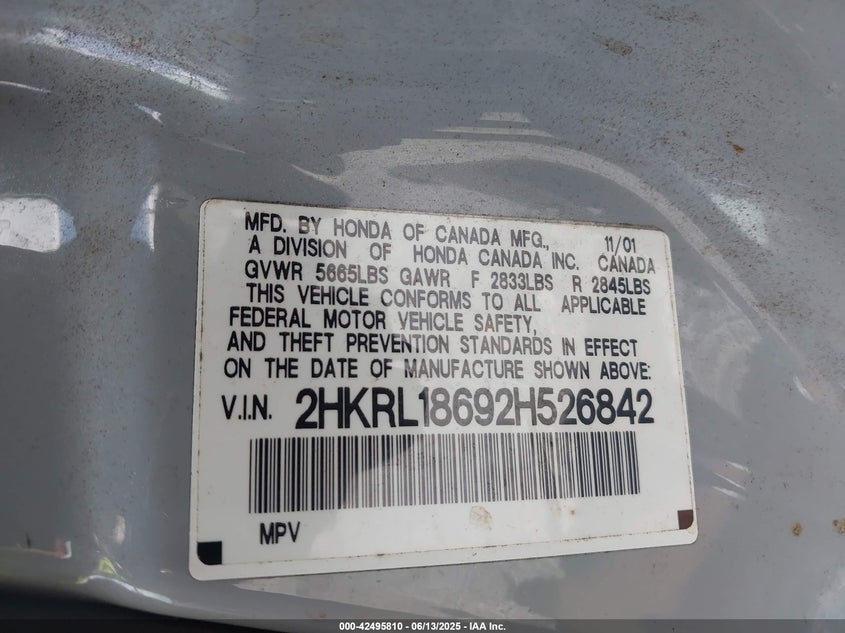 MFD. BY HONDA OF CANADA MFG., 11/01
A DIVISION OF HONDA CANADA INC. CANADA
GVWR 5665LBS GAWR F 2833LBS R 2845LBS
THIS VEHICLE CONFORMS TO ALL APPLICABLE
FEDERAL MOTOR VEHICLE SAFETY,
AND THEFT PREVENTION STANDARDS IN EFFECT
ON THE DATE OF MANUFACTURE SHOWN ABOVE:
V.I.N. 2HKRL18692H526842
MPV
000-42495810 - 06/13/2025 - IAA Inc.